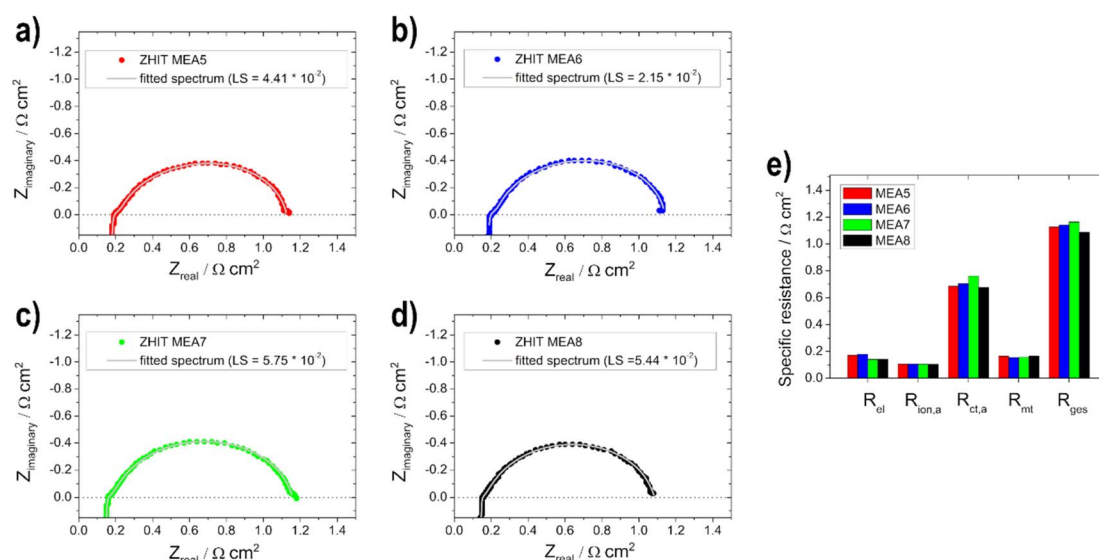 a)
ZHIT MEA5
fitted spectrum (LS = 4.41 * 10⁻²)
-1.2
-1.0
-0.8
-0.6
-0.4
-0.2
0.0
Z_imaginary / Ω cm²
0.0 0.2 0.4 0.6 0.8 1.0 1.2 1.4
Z_real / Ω cm²
b)
ZHIT MEA6
fitted spectrum (LS = 2.15 * 10⁻²)
-1.2
-1.0
-0.8
-0.6
-0.4
-0.2
0.0
Z_imaginary / Ω cm²
0.0 0.2 0.4 0.6 0.8 1.0 1.2 1.4
Z_real / Ω cm²
c)
ZHIT MEA7
fitted spectrum (LS = 5.75 * 10⁻²)
-1.2
-1.0
-0.8
-0.6
-0.4
-0.2
0.0
Z_imaginary / Ω cm²
0.0 0.2 0.4 0.6 0.8 1.0 1.2 1.4
Z_real / Ω cm²
d)
ZHIT MEA8
fitted spectrum (LS =5.44 * 10⁻²)
-1.2
-1.0
-0.8
-0.6
-0.4
-0.2
0.0
Z_imaginary / Ω cm²
0.0 0.2 0.4 0.6 0.8 1.0 1.2 1.4
Z_real / Ω cm²
e)
MEA5
MEA6
MEA7
MEA8
1.4
1.2
1.0
0.8
0.6
0.4
0.2
0.0
Specific resistance / Ω cm²
R_el R_ion,a R_ct,a R_mt R_ges